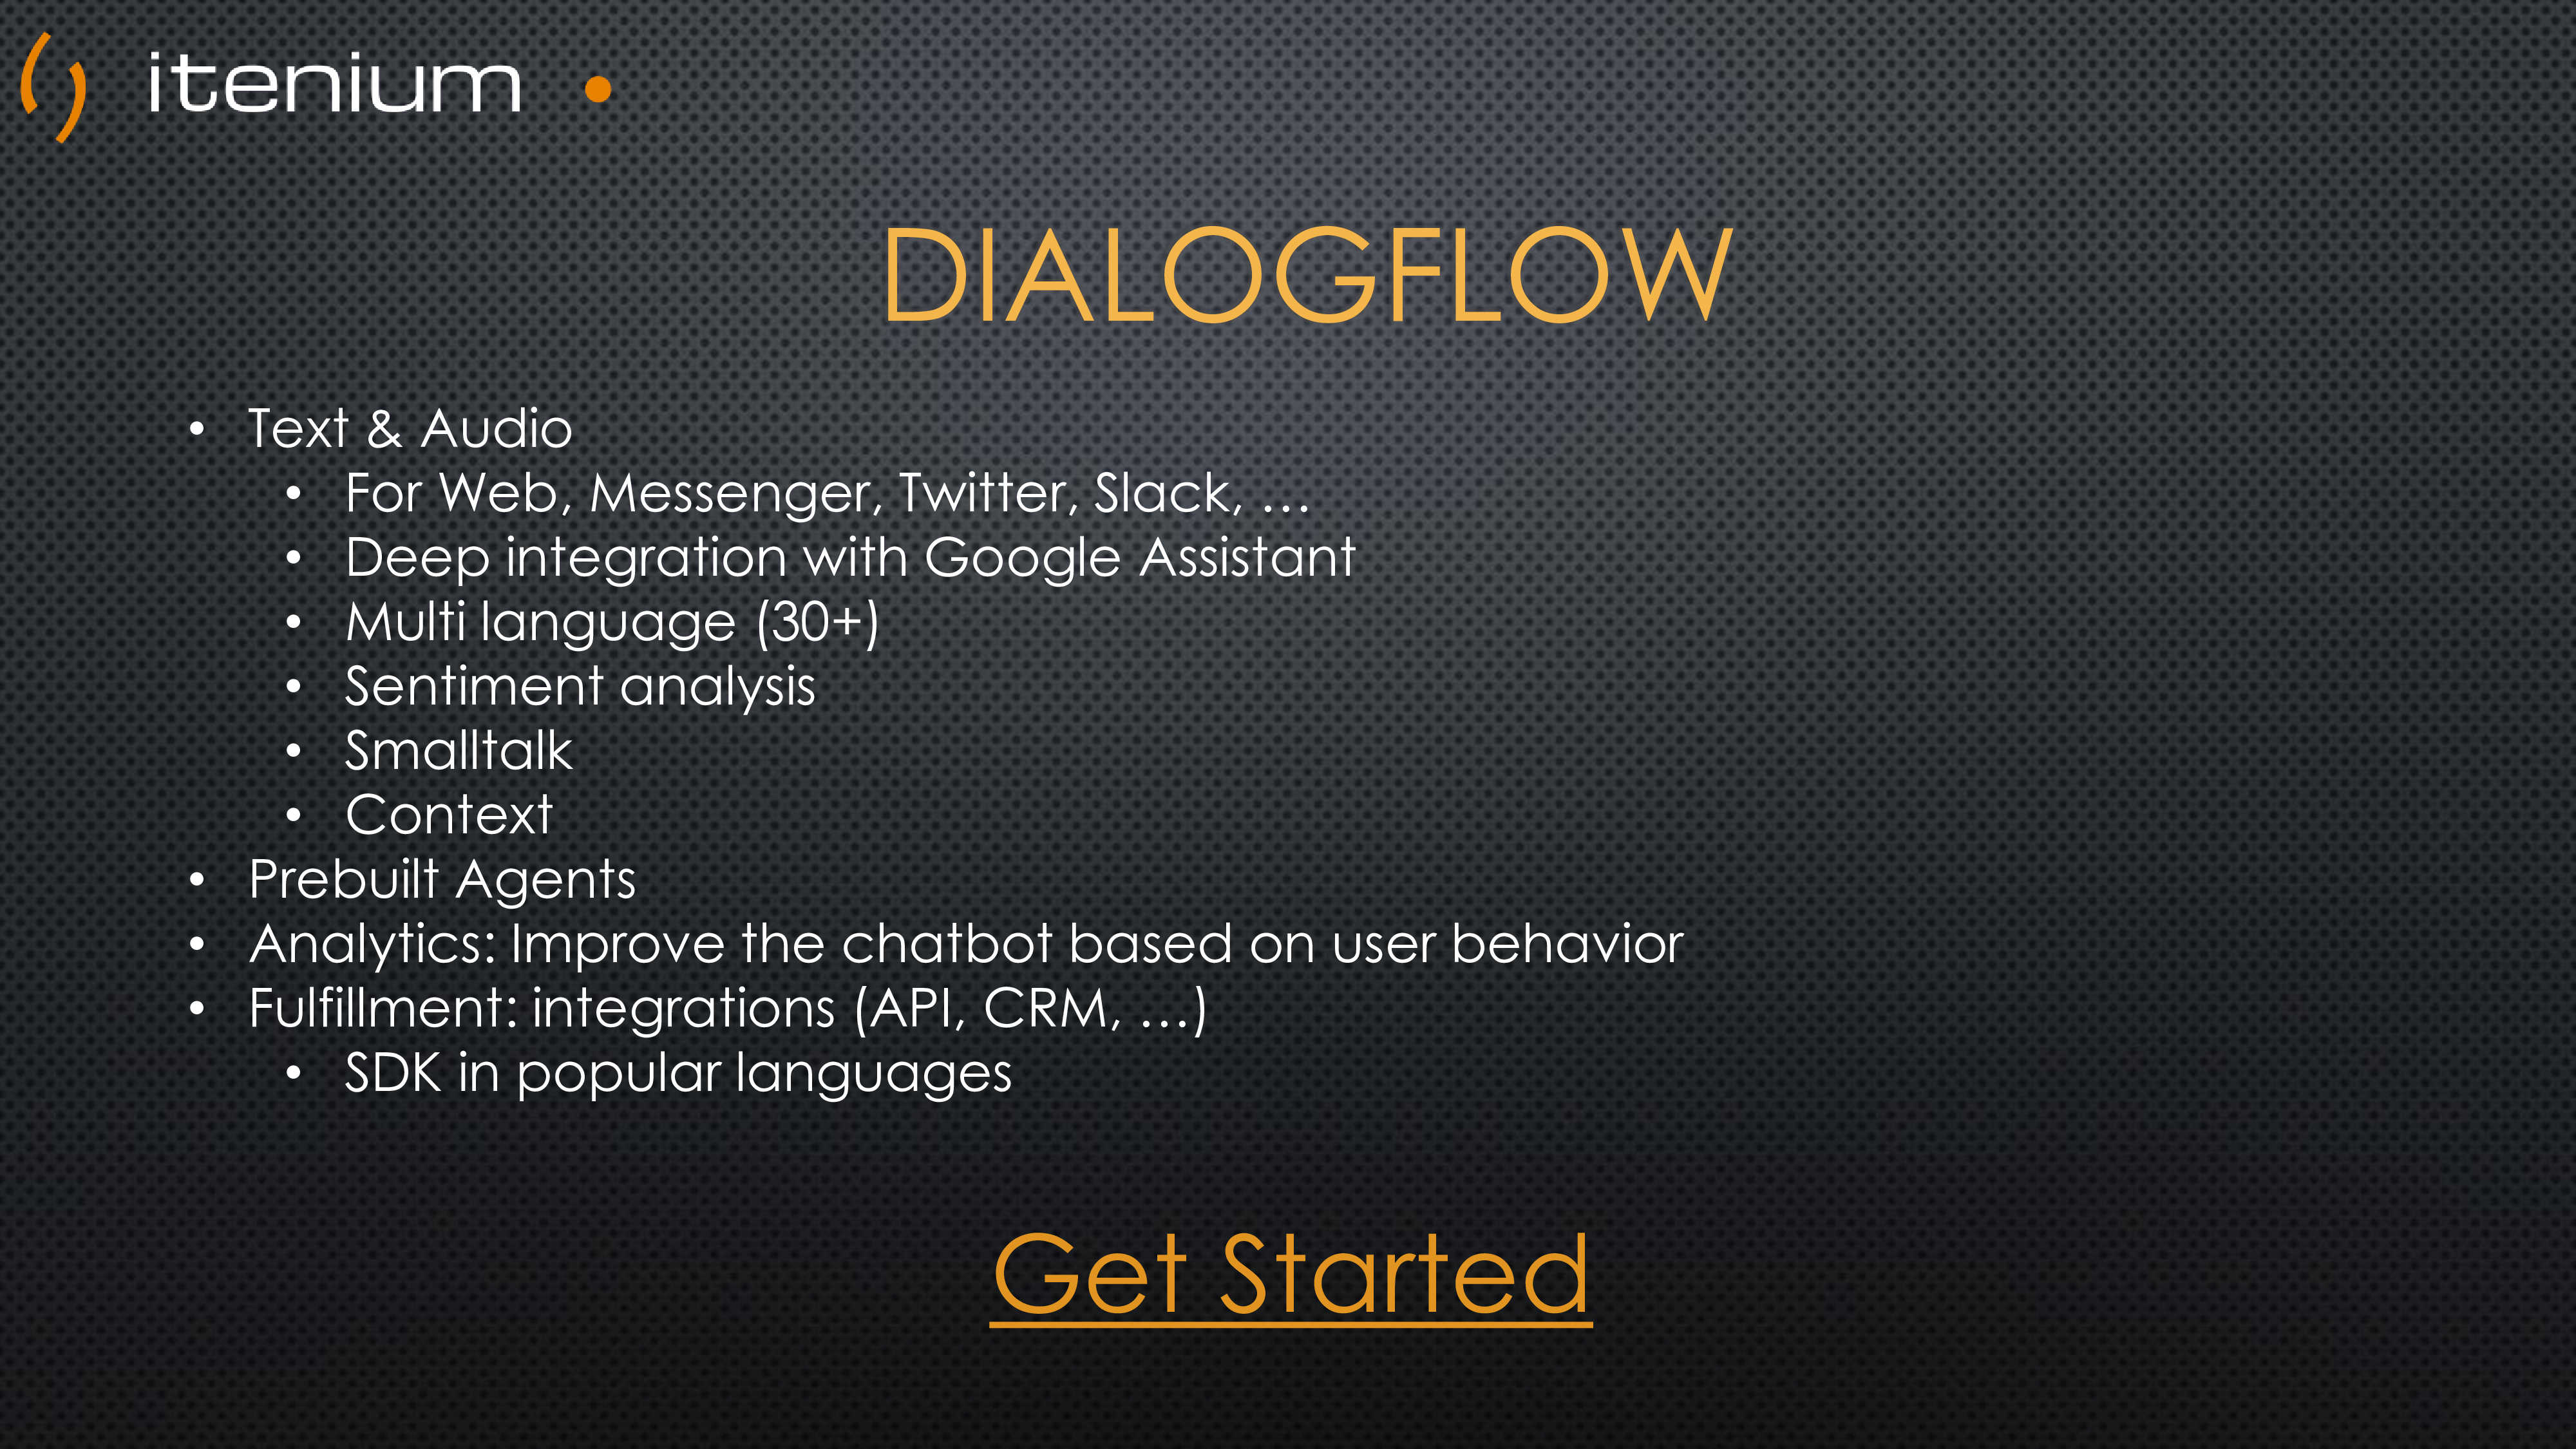 itenium
DIALOGFLOW
• Text & Audio
• For Web, Messenger, Twitter, Slack, …
• Deep integration with Google Assistant
• Multi language (30+)
• Sentiment analysis
• Smalltalk
• Context
• Prebuilt Agents
• Analytics: Improve the chatbot based on user behavior
• Fulfillment: integrations (API, CRM, …)
• SDK in popular languages
Get Started